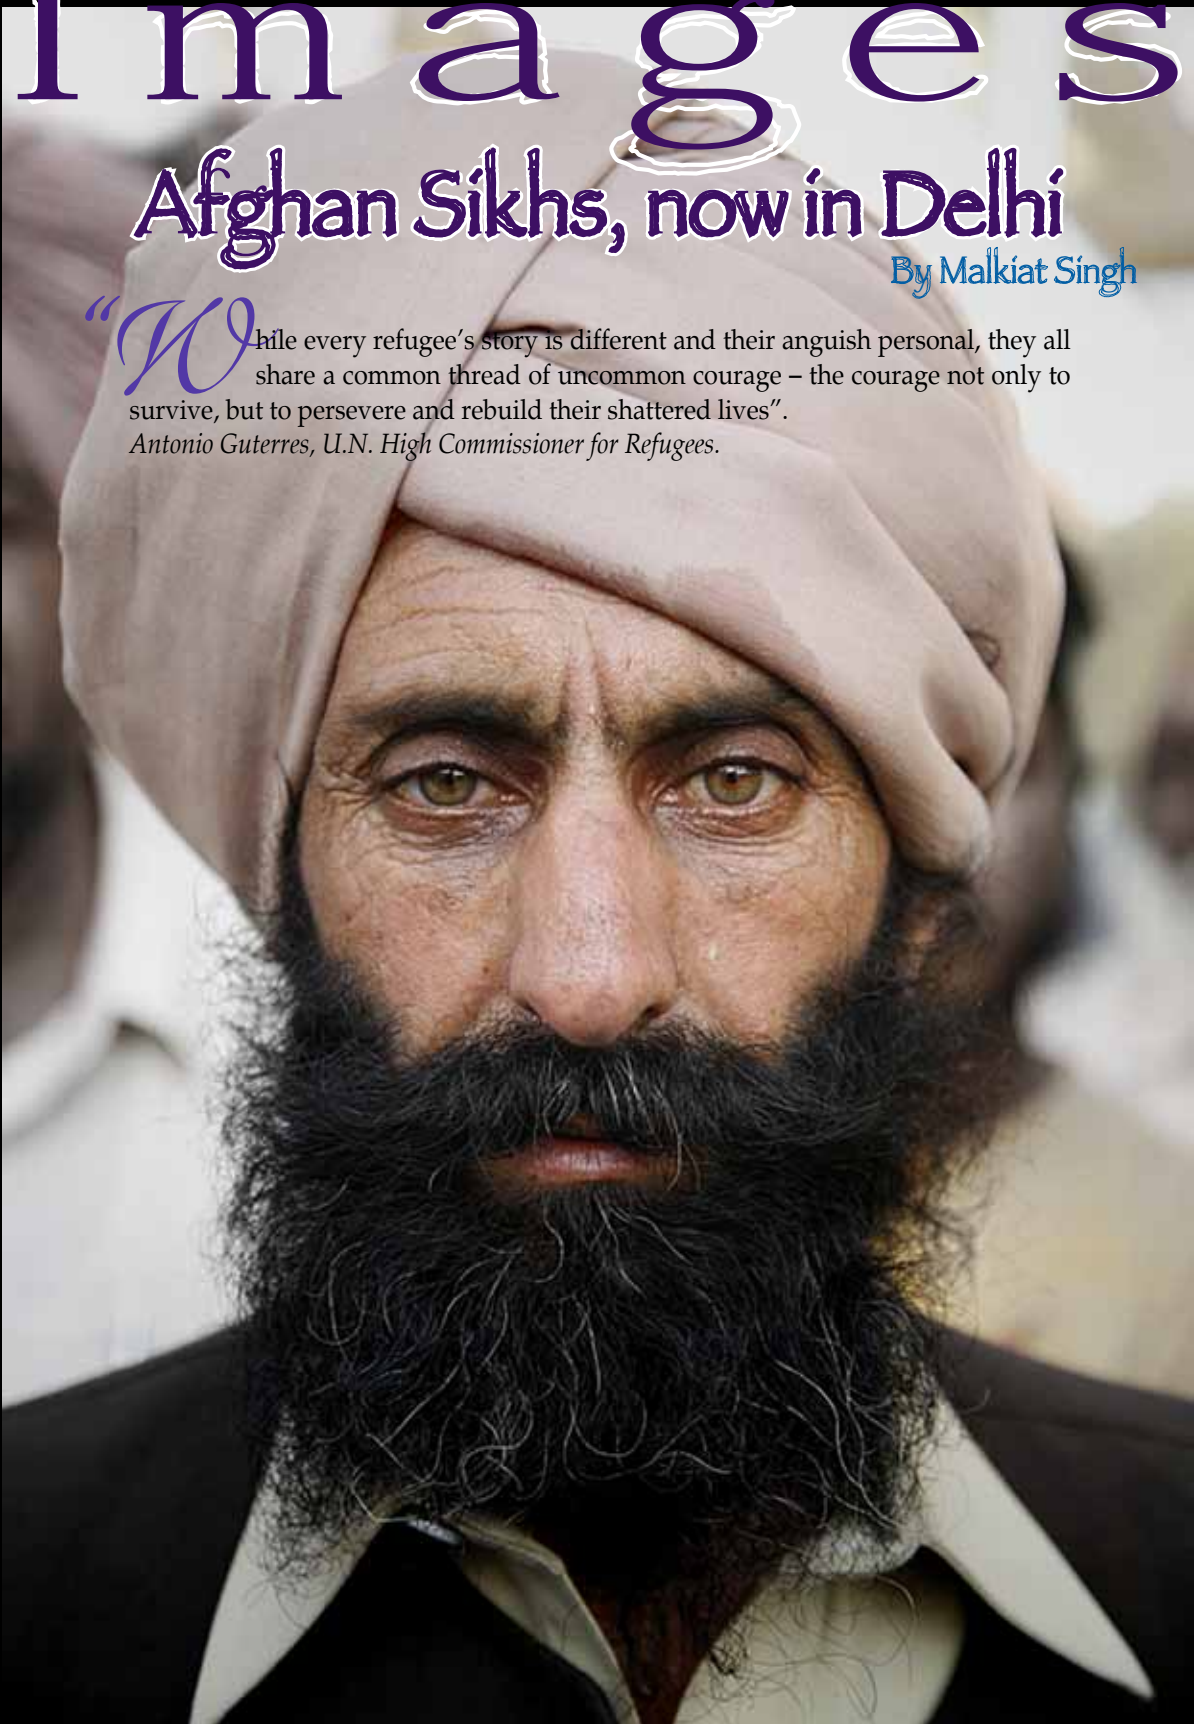 Images
Afghan Sikhs, now in Delhi
By Malkiat Singh
“While every refugee’s story is different and their anguish personal, they all
share a common thread of uncommon courage – the courage not only to
survive, but to persevere and rebuild their shattered lives”.
Antonio Guterres, U.N. High Commissioner for Refugees.